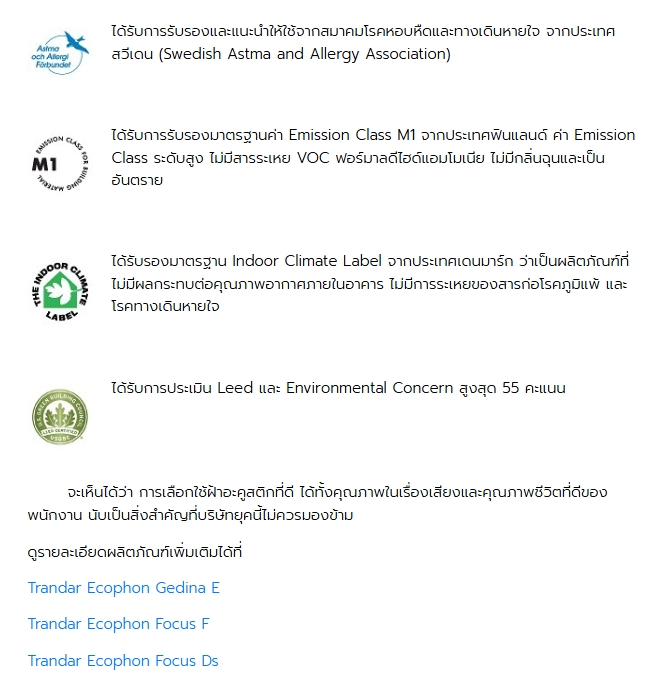 Astma
och Allergi
Förbundet
ได้รับการรับรองและแนะนำให้ใช้จากสมาคมโรคหอบหืดและทางเดินหายใจ จากประเทศ
สวีเดน (Swedish Astma and Allergy Association)
EMISSION CLASS FOR BUILDING MATERIAL
M1
ได้รับการรับรองมาตรฐานค่า Emission Class M1 จากประเทศฟินแลนด์ ค่า Emission
Class ระดับสูง ไม่มีสารระเหย VOC ฟอร์มาลดีไฮด์แอมโมเนีย ไม่มีกลิ่นฉุนและเป็น
อันตราย
THE INDOOR CLIMATE
LABEL
ได้รับรองมาตรฐาน Indoor Climate Label จากประเทศเดนมาร์ก ว่าเป็นผลิตภัณฑ์ที่
ไม่มีผลกระทบต่อคุณภาพอากาศภายในอาคาร ไม่มีการระเหยของสารก่อโรคภูมิแพ้ และ
โรคทางเดินหายใจ
U.S. GREEN BUILDING COUNCIL
LEED CERTIFIED
USGBC
ได้รับการประเมิน Leed และ Environmental Concern สูงสุด 55 คะแนน
จะเห็นได้ว่า การเลือกใช้ฝ้าอะคูสติกที่ดี ได้ทั้งคุณภาพในเรื่องเสียงและคุณภาพชีวิตที่ดีของ
พนักงาน นับเป็นสิ่งสำคัญที่บริษัทยุคนี้ไม่ควรมองข้าม
ดูรายละเอียดผลิตภัณฑ์เพิ่มเติมได้ที่
Trandar Ecophon Gedina E
Trandar Ecophon Focus F
Trandar Ecophon Focus Ds